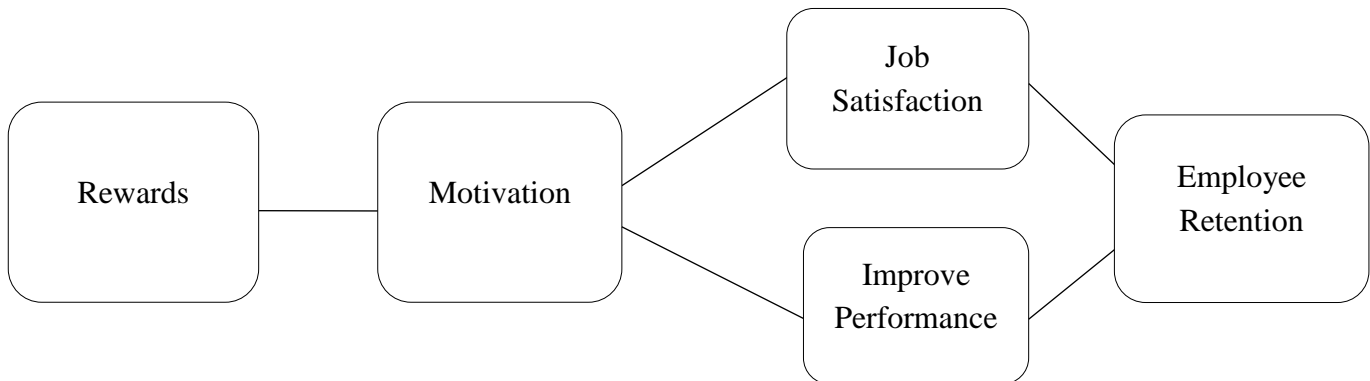 Rewards
Motivation
Job
Satisfaction
Improve
Performance
Employee
Retention